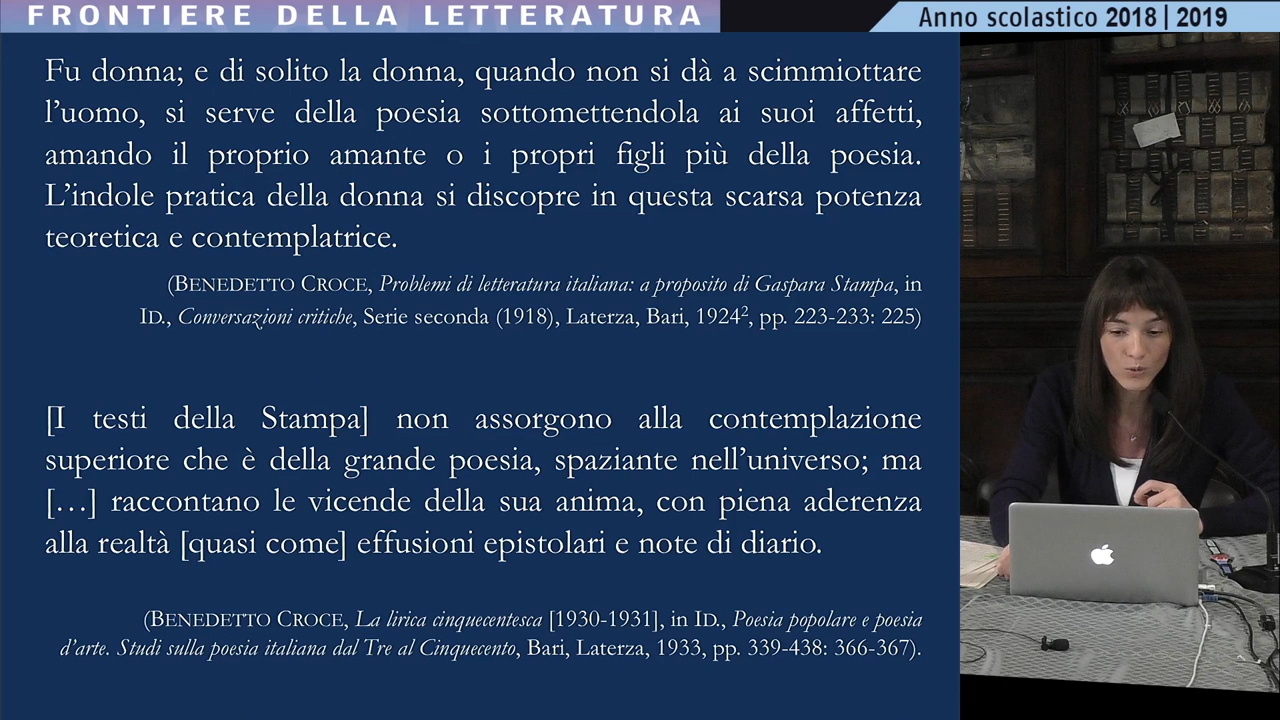 FRONTIERE DELLA LETTERATURA
Anno scolastico 2018 | 2019
Fu donna; e di solito la donna, quando non si dà a scimmiottare
l’uomo, si serve della poesia sottomettendola ai suoi affetti,
amando il proprio amante o i propri figli più della poesia.
L’indole pratica della donna si discopre in questa scarsa potenza
teoretica e contemplatrice.
(BENEDETTO CROCE, Problemi di letteratura italiana: a proposito di Gaspara Stampa, in
ID., Conversazioni critiche, Serie seconda (1918), Laterza, Bari, 1924², pp. 223-233: 225)
[I testi della Stampa] non assorgono alla contemplazione
superiore che è della grande poesia, spaziante nell’universo; ma
[…] raccontano le vicende della sua anima, con piena aderenza
alla realtà [quasi come] effusioni epistolari e note di diario.
(BENEDETTO CROCE, La lirica cinquecentesca [1930-1931], in ID., Poesia popolare e poesia
d’arte. Studi sulla poesia italiana dal Tre al Cinquecento, Bari, Laterza, 1933, pp. 339-438: 366-367).